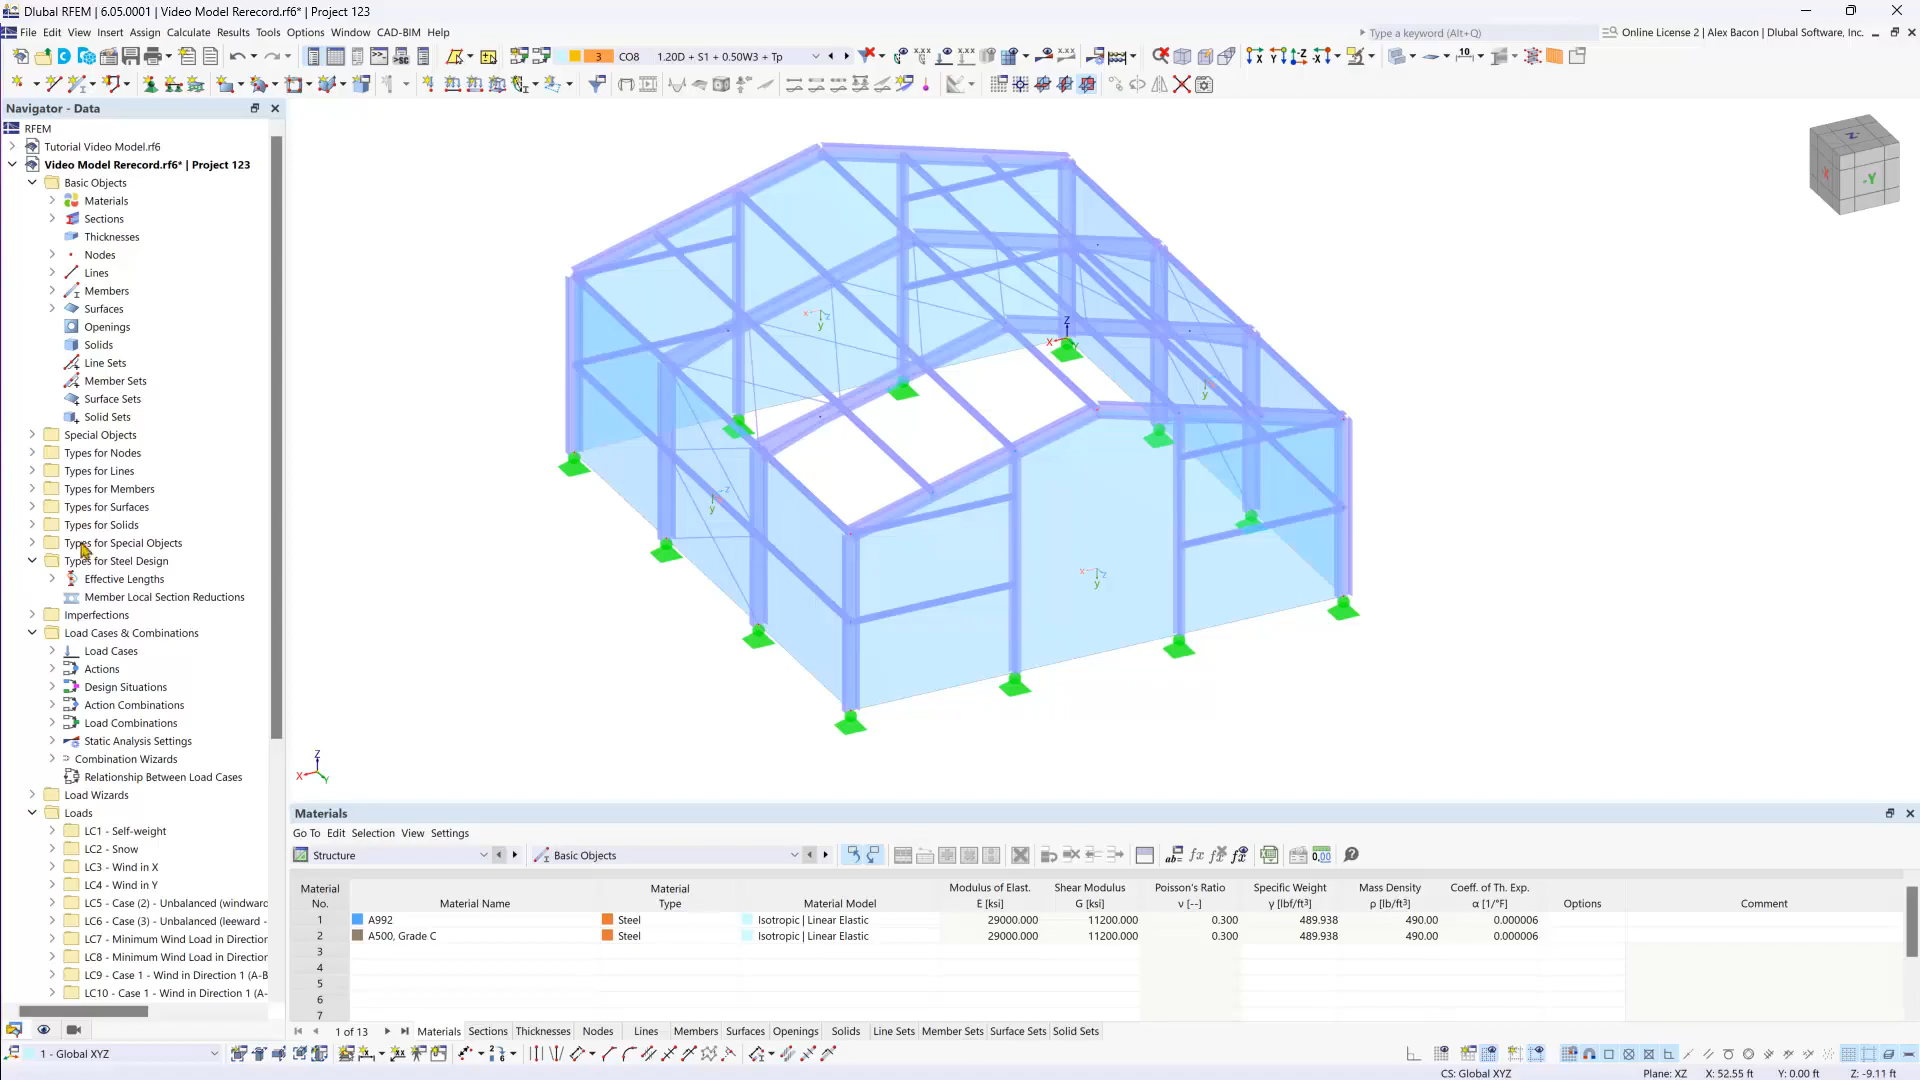 Dlubal RFEM | 6.05.0001 | Video Model Rerecord.rf6* | Project 123
File Edit View Insert Assign Calculate Results Tools Options Window CAD-BIM Help
Type a keyword (Alt+Q)
Online License 2 | Alex Bacon | Dlubal Software, Inc.
3 CO8 1.20D + S1 + 0.50W3 + Tp
Navigator - Data
RFEM
Tutorial Video Model.rf6
Video Model Rerecord.rf6* | Project 123
Basic Objects
Materials
Sections
Thicknesses
Nodes
Lines
Members
Surfaces
Openings
Solids
Line Sets
Member Sets
Surface Sets
Solid Sets
Special Objects
Types for Nodes
Types for Lines
Types for Members
Types for Surfaces
Types for Solids
Types for Special Objects
Types for Steel Design
Effective Lengths
Member Local Section Reductions
Imperfections
Load Cases & Combinations
Load Cases
Actions
Design Situations
Action Combinations
Load Combinations
Static Analysis Settings
Combination Wizards
Relationship Between Load Cases
Load Wizards
Loads
LC1 - Self-weight
LC2 - Snow
LC3 - Wind in X
LC4 - Wind in Y
LC5 - Case (2) - Unbalanced (windward
LC6 - Case (3) - Unbalanced (leeward -
LC7 - Minimum Wind Load in Direction
LC8 - Minimum Wind Load in Direction
LC9 - Case 1 - Wind in Direction 1 (A-B
LC10 - Case 1 - Wind in Direction 1 (A-
Z
X
Y
Z
-X
-Y
Materials
Go To Edit Selection View Settings
Structure
Basic Objects
Material No. Material Name Material Type Material Model Modulus of Elast. E [ksi] Shear Modulus G [ksi] Poisson's Ratio ν [--] Specific Weight γ [lbf/ft³] Mass Density ρ [lb/ft³] Coeff. of Th. Exp. α [1/°F] Options Comment
1 A992 Steel Isotropic | Linear Elastic 29000.000 11200.000 0.300 489.938 490.00 0.000006
2 A500, Grade C Steel Isotropic | Linear Elastic 29000.000 11200.000 0.300 489.938 490.00 0.000006
3
4
5
6
7
1 of 13 Materials Sections Thicknesses Nodes Lines Members Surfaces Openings Solids Line Sets Member Sets Surface Sets Solid Sets
1 - Global XYZ
CS: Global XYZ Plane: XZ X: 52.55 ft Y: 0.00 ft Z: -9.11 ft